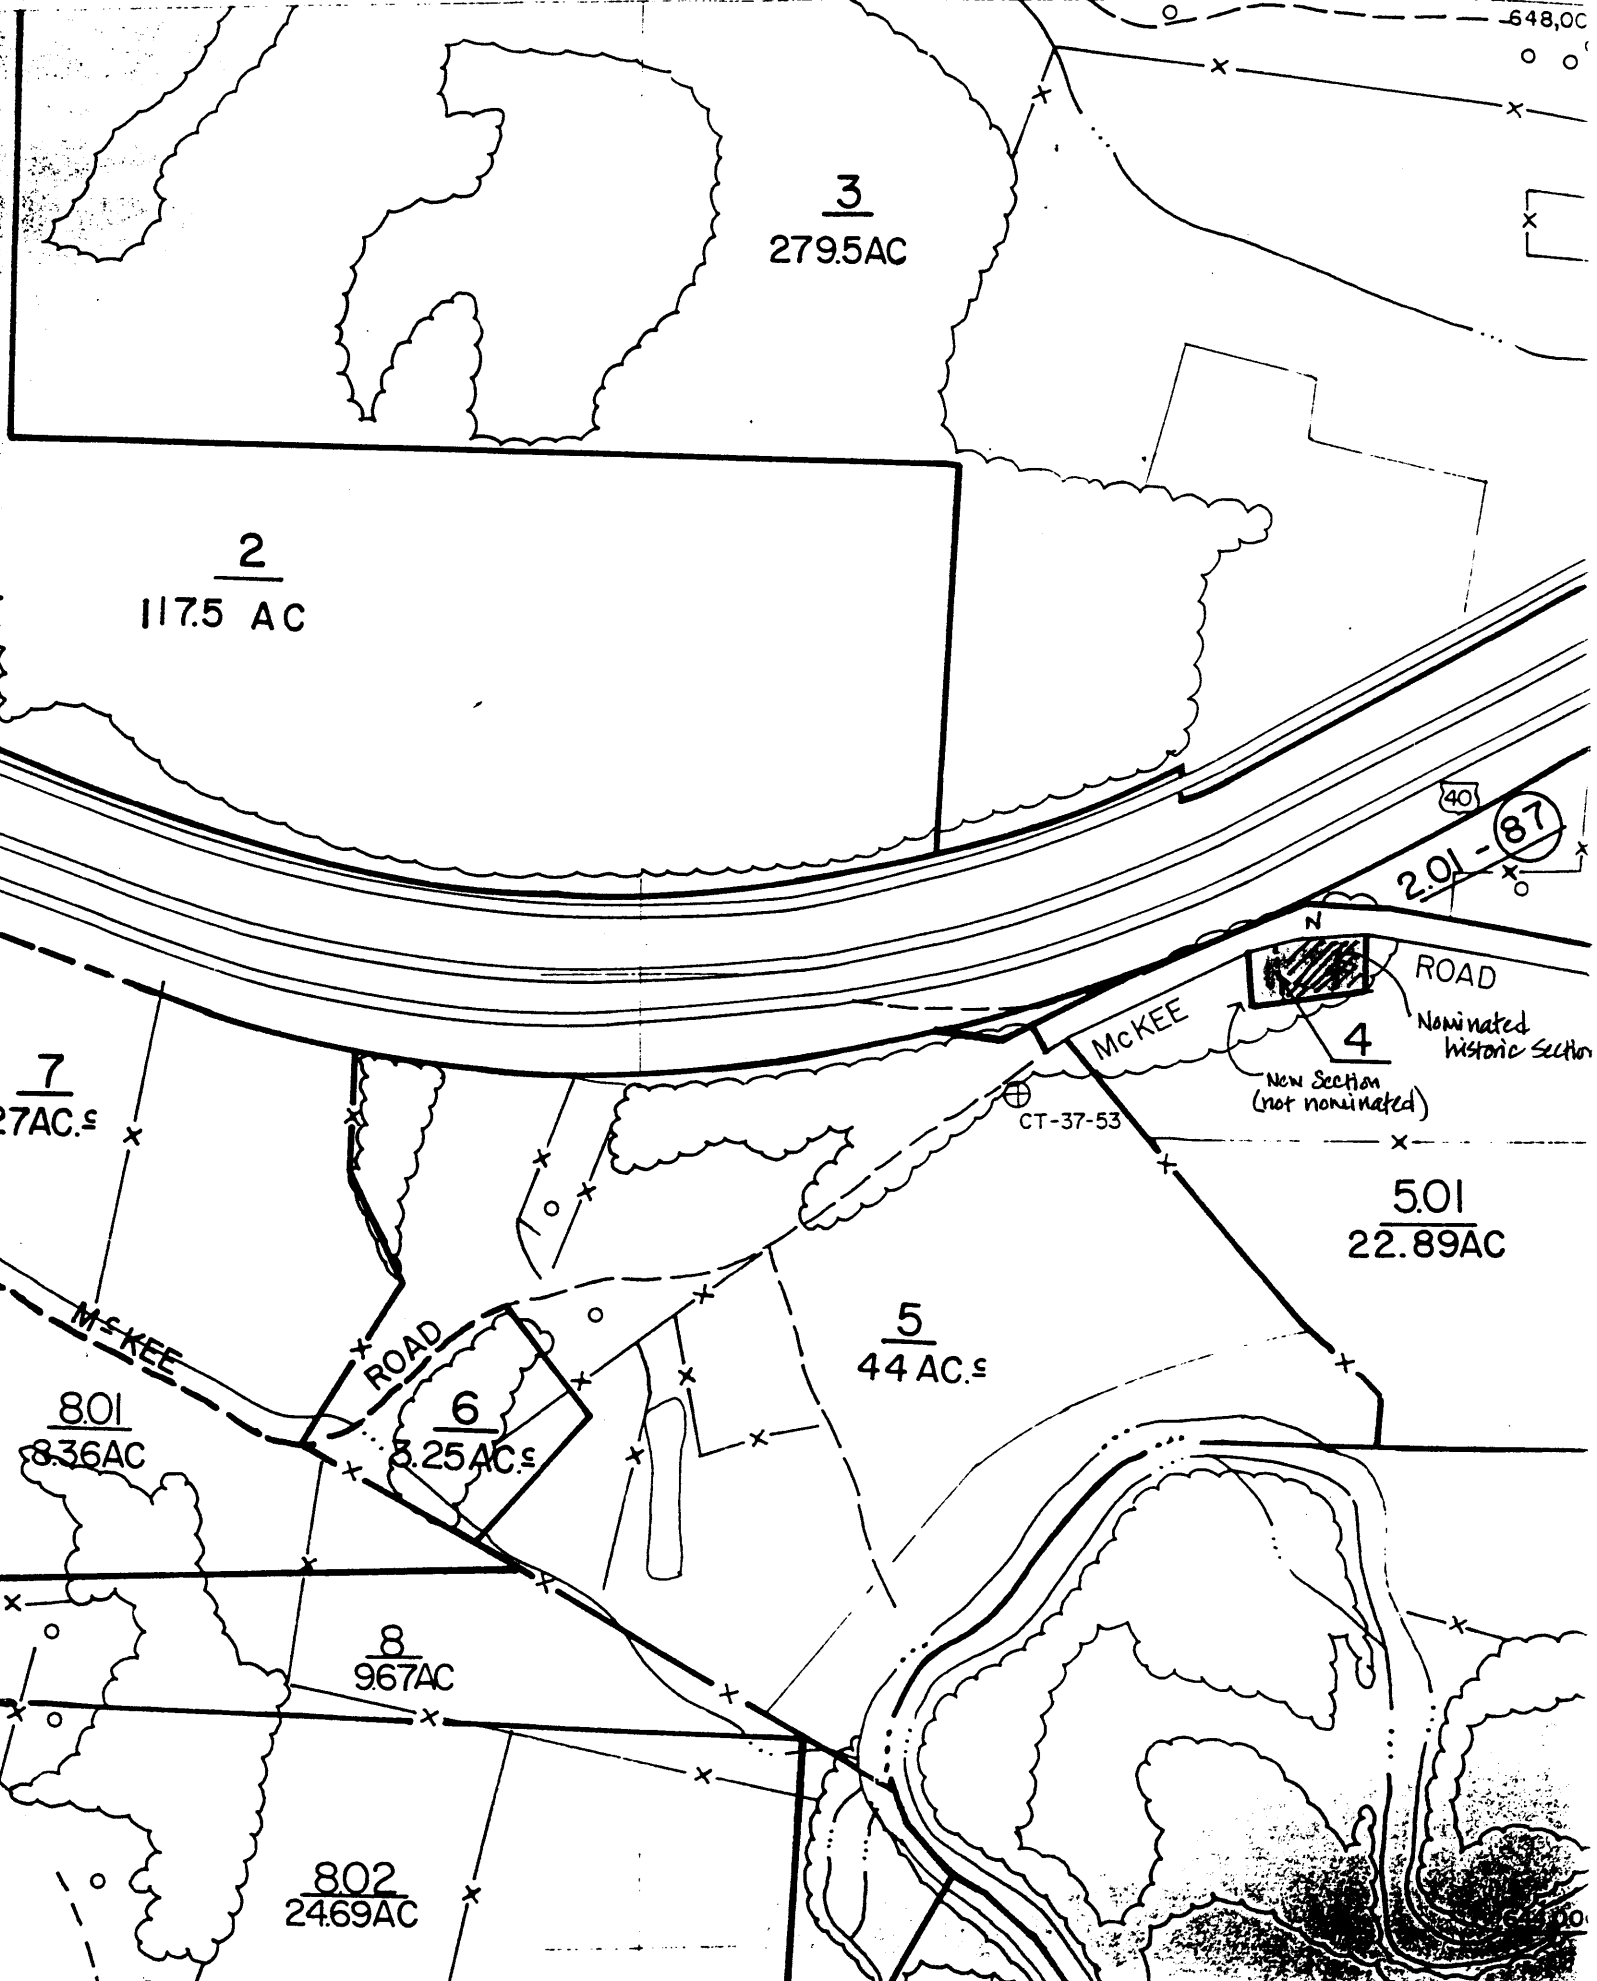 648,00
3
279.5AC
2
117.5 AC
40
2.01 - 87
N
ROAD
McKEE
4
Nominated
historic Section
New Section
(not nominated)
CT-37-53
7
27AC.c
5.01
22.89AC
5
44 AC.c
McKEE
ROAD
6
3.25AC.c
8.01
8.36AC
8
9.67AC
8.02
24.69AC